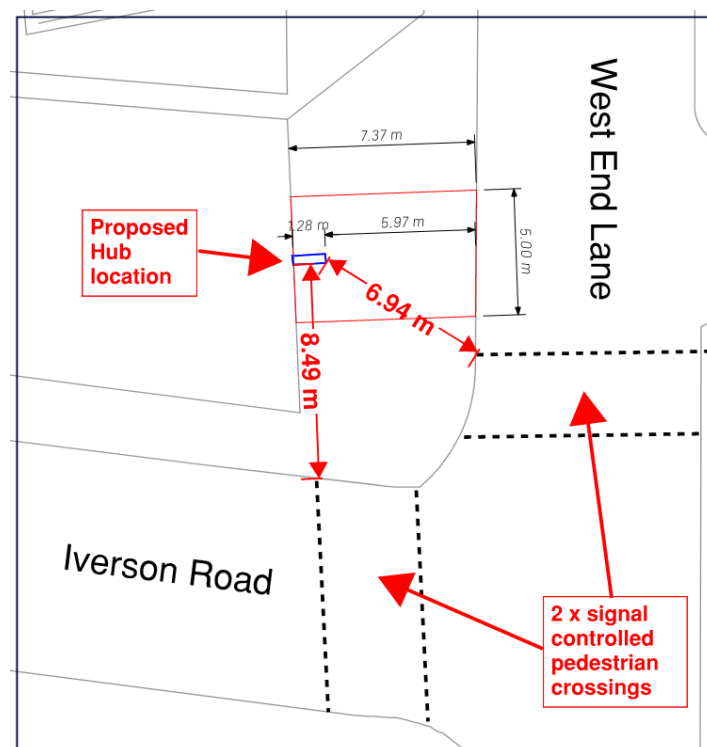 West End Lane
7.37 m
Proposed
Hub
location
1.28 m
5.97 m
5.00 m
6.94 m
8.49 m
Iverson Road
2 x signal
controlled
pedestrian
crossings